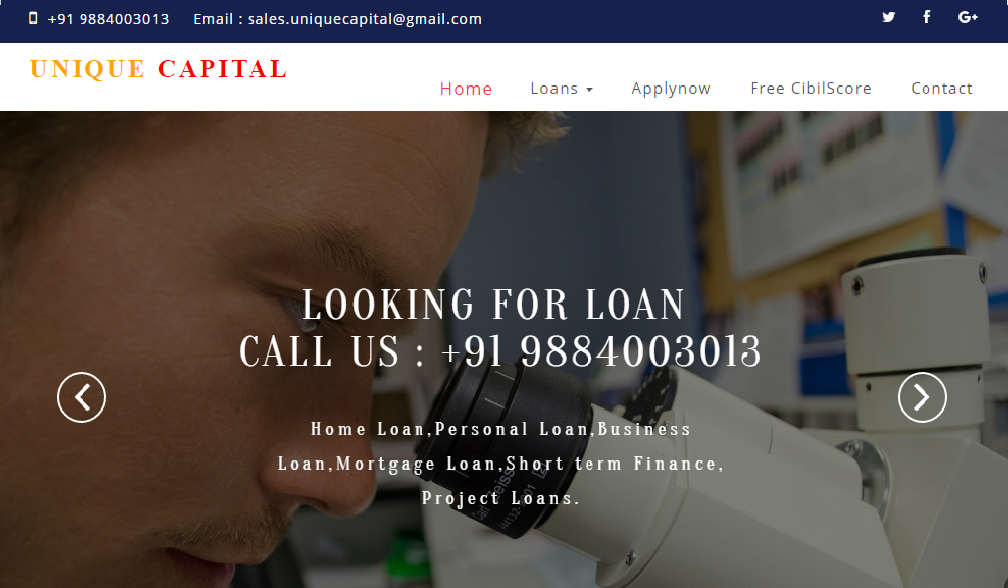 +91 9884003013 Email : sales.uniquecapital@gmail.com
UNIQUE CAPITAL
Home Loans Applynow Free CibilScore Contact
LOOKING FOR LOAN
CALL US : +91 9884003013
Home Loan,Personal Loan,Business
Loan,Mortgage Loan,Short term Finance,
Project Loans.